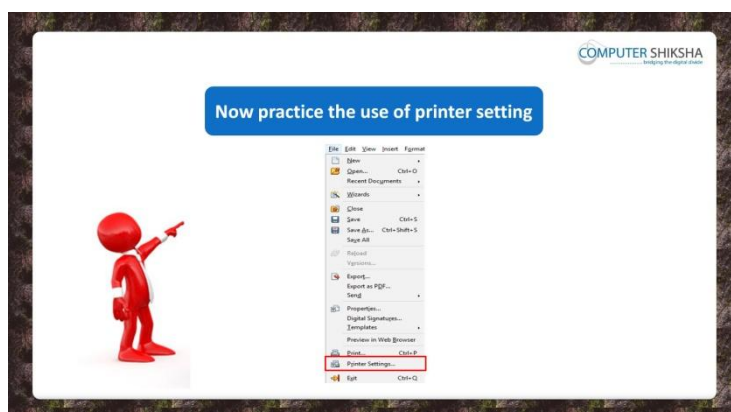 COMPUTER SHIKSHA
bridging the digital divide
Now practice the use of printer setting
File Edit View Insert Format
New
Open... Ctrl+O
Recent Documents
Wizards
Close
Save Ctrl+S
Save As... Ctrl+Shift+S
Save All
Reload
Versions...
Export...
Export as PDF...
Send
Properties...
Digital Signatures...
Templates
Preview in Web Browser
Print... Ctrl+P
Printer Settings...
Exit Ctrl+Q